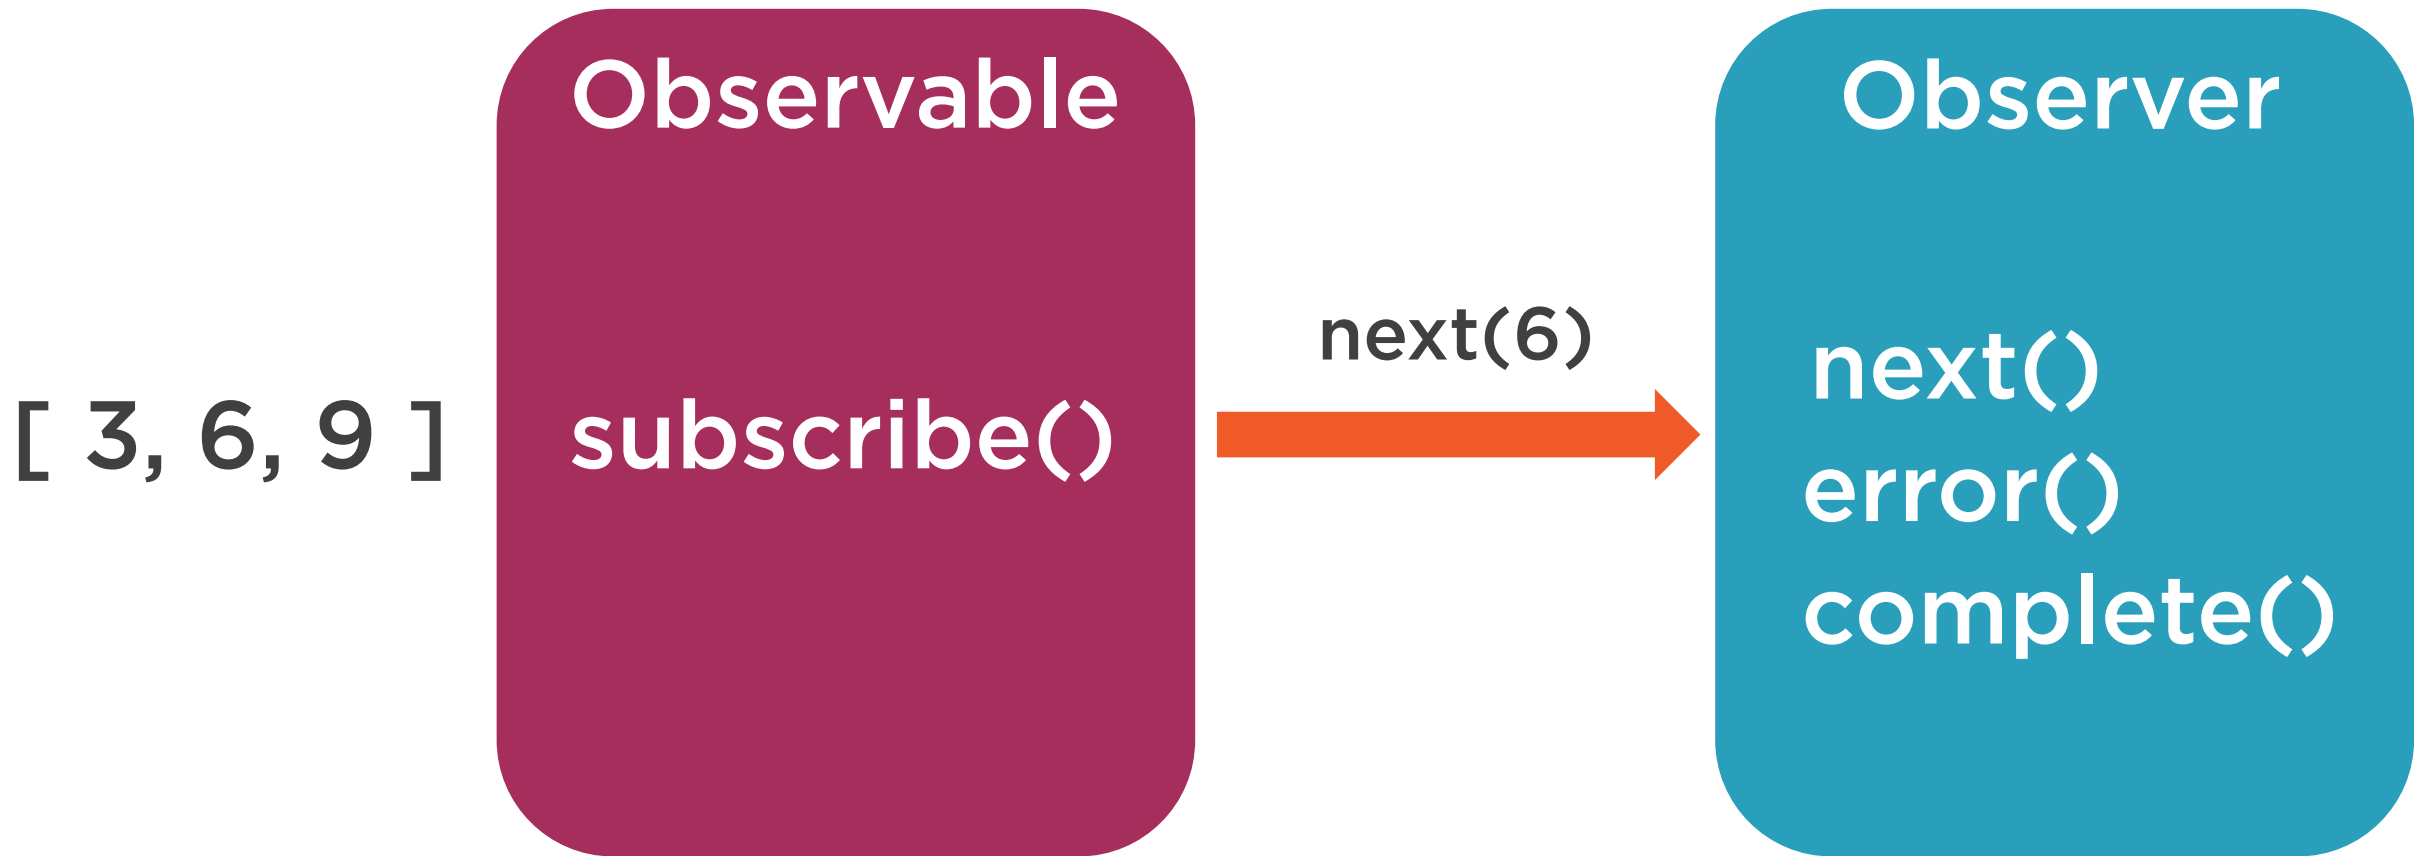 [ 3, 6, 9 ]
Observable
subscribe()
next(6)
Observer
next()
error()
complete()